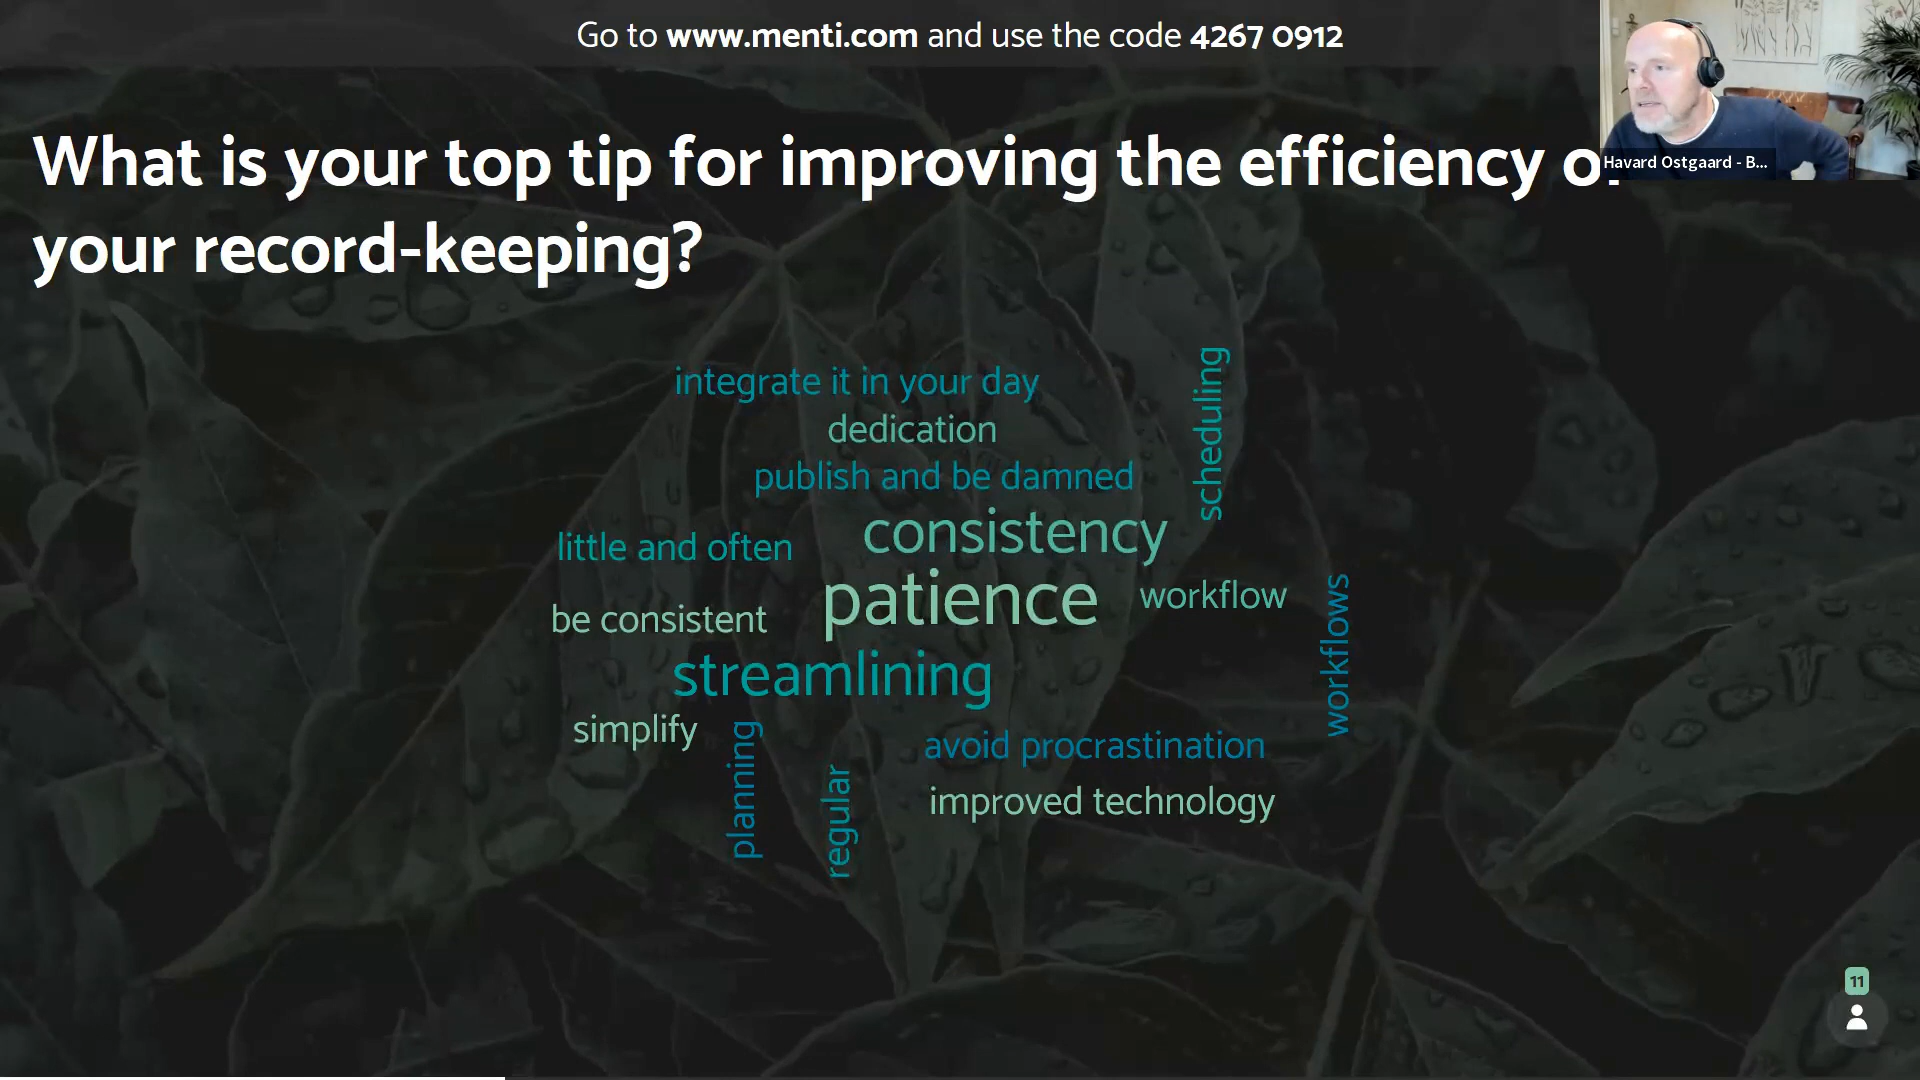 Go to www.menti.com and use the code 4267 0912
What is your top tip for improving the efficiency
your record-keeping?
Havard Ostgaard - B...
integrate it in your day
scheduling
dedication
publish and be damned
consistency
little and often
patience
workflow
be consistent
workflows
streamlining
simplify
planning
avoid procrastination
regular
improved technology
11